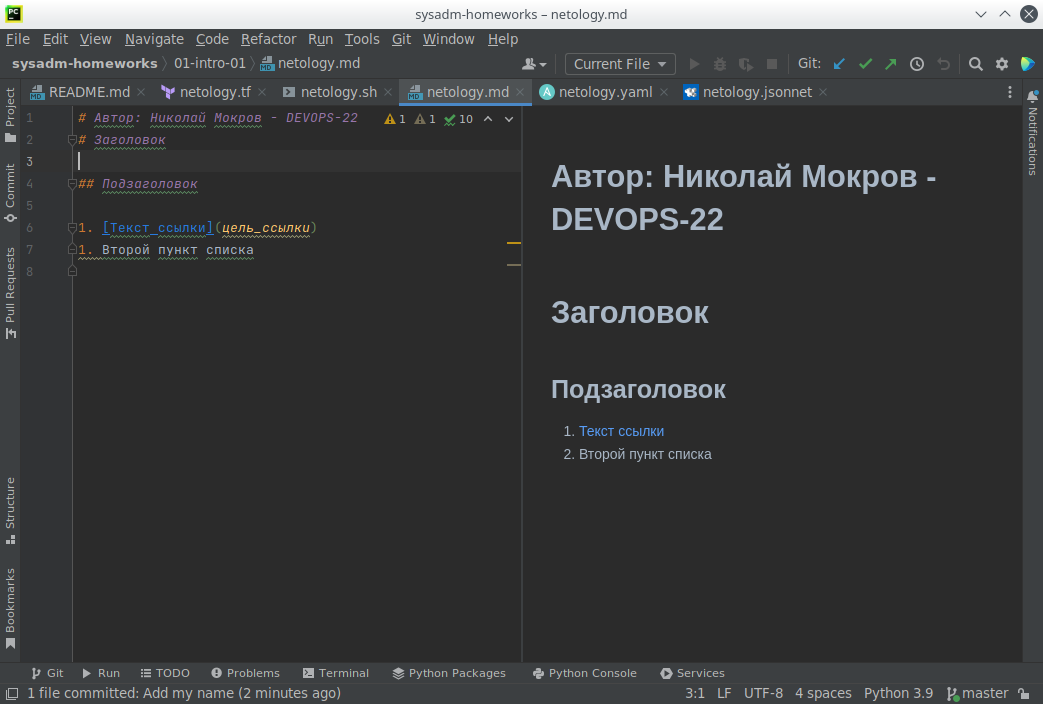 sysadm-homeworks – netology.md
File Edit View Navigate Code Refactor Run Tools Git Window Help
sysadm-homeworks 01-intro-01 netology.md Current File Git:
README.md netology.tf netology.sh netology.md netology.yaml netology.jsonnet
Project
Commit
Pull Requests
Structure
Bookmarks
1 # Автор: Николай Мокров - DEVOPS-22 1 1 10
2 # Заголовок
3
4 ## Подзаголовок
5
6 1. [Текст ссылки](цель_ссылки)
7 1. Второй пункт списка
8
Автор: Николай Мокров -
DEVOPS-22
Заголовок
Подзаголовок
1. Текст ссылки
2. Второй пункт списка
Notifications
Git Run TODO Problems Terminal Python Packages Python Console Services
1 file committed: Add my name (2 minutes ago) 3:1 LF UTF-8 4 spaces Python 3.9 master